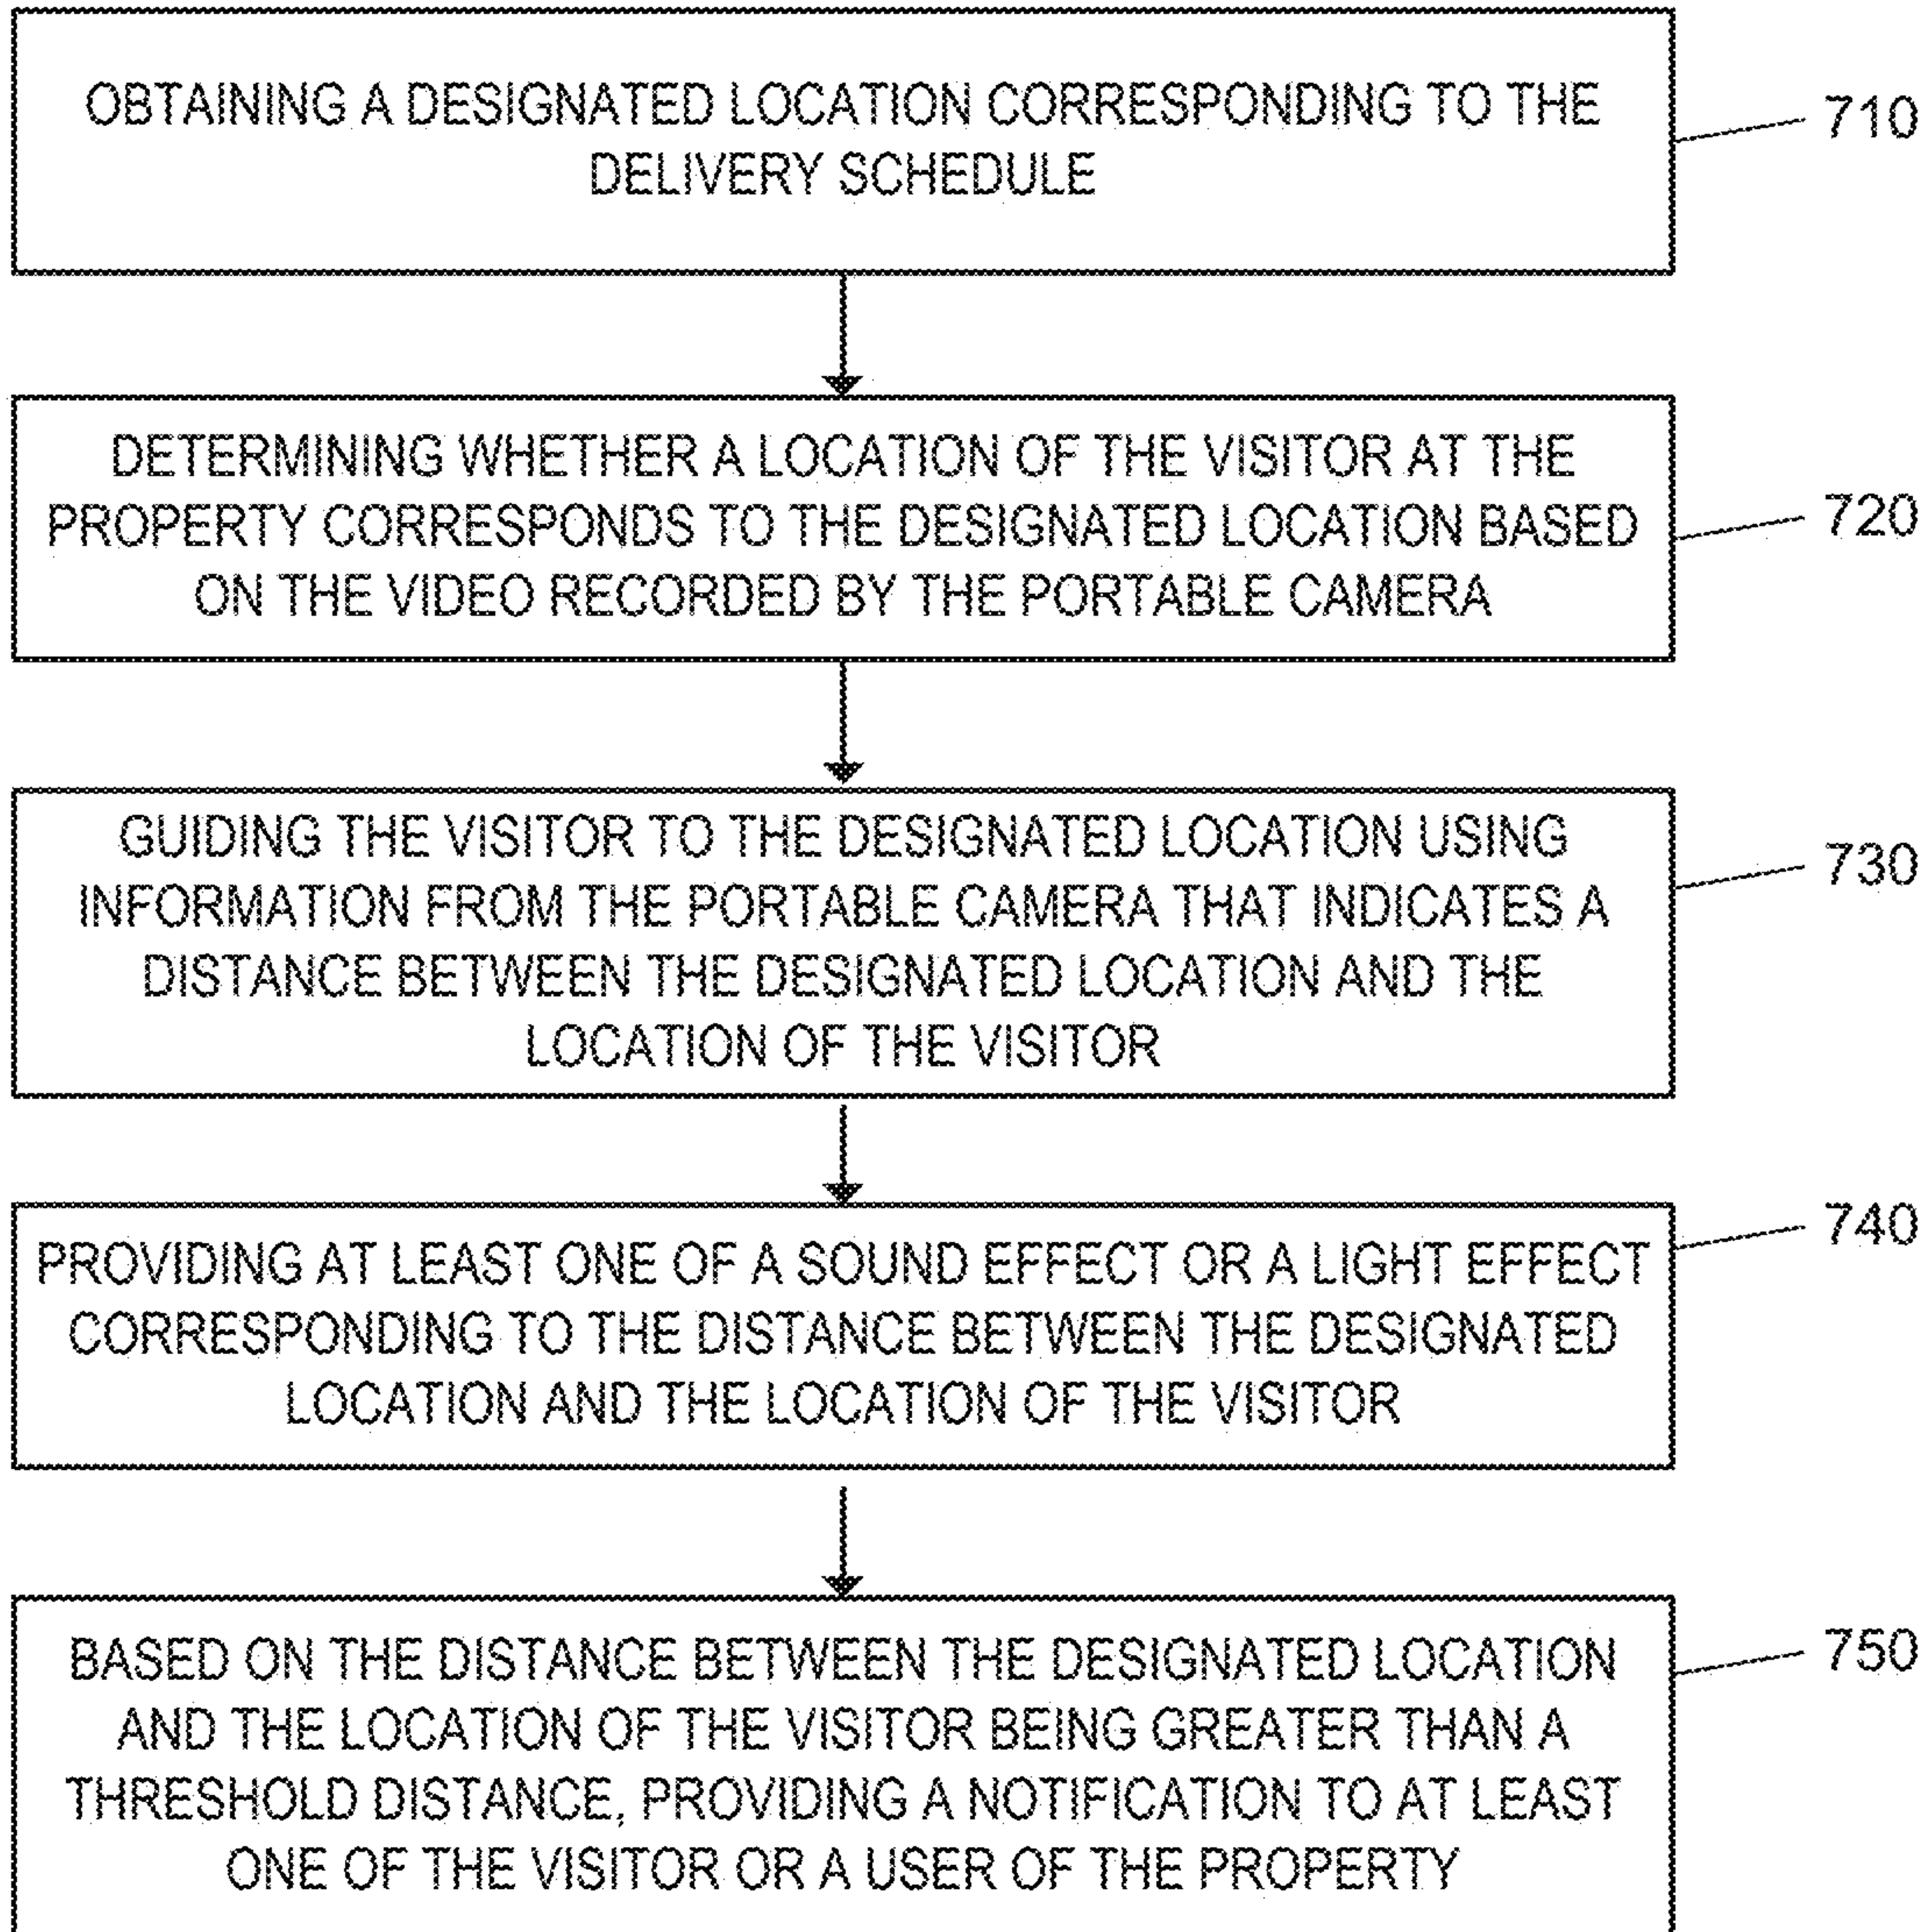 OBTAINING A DESIGNATED LOCATION CORRESPONDING TO THE
DELIVERY SCHEDULE
710
DETERMINING WHETHER A LOCATION OF THE VISITOR AT THE
PROPERTY CORRESPONDS TO THE DESIGNATED LOCATION BASED
ON THE VIDEO RECORDED BY THE PORTABLE CAMERA
720
GUIDING THE VISITOR TO THE DESIGNATED LOCATION USING
INFORMATION FROM THE PORTABLE CAMERA THAT INDICATES A
DISTANCE BETWEEN THE DESIGNATED LOCATION AND THE
LOCATION OF THE VISITOR
730
PROVIDING AT LEAST ONE OF A SOUND EFFECT OR A LIGHT EFFECT
CORRESPONDING TO THE DISTANCE BETWEEN THE DESIGNATED
LOCATION AND THE LOCATION OF THE VISITOR
740
BASED ON THE DISTANCE BETWEEN THE DESIGNATED LOCATION
AND THE LOCATION OF THE VISITOR BEING GREATER THAN A
THRESHOLD DISTANCE, PROVIDING A NOTIFICATION TO AT LEAST
ONE OF THE VISITOR OR A USER OF THE PROPERTY
750